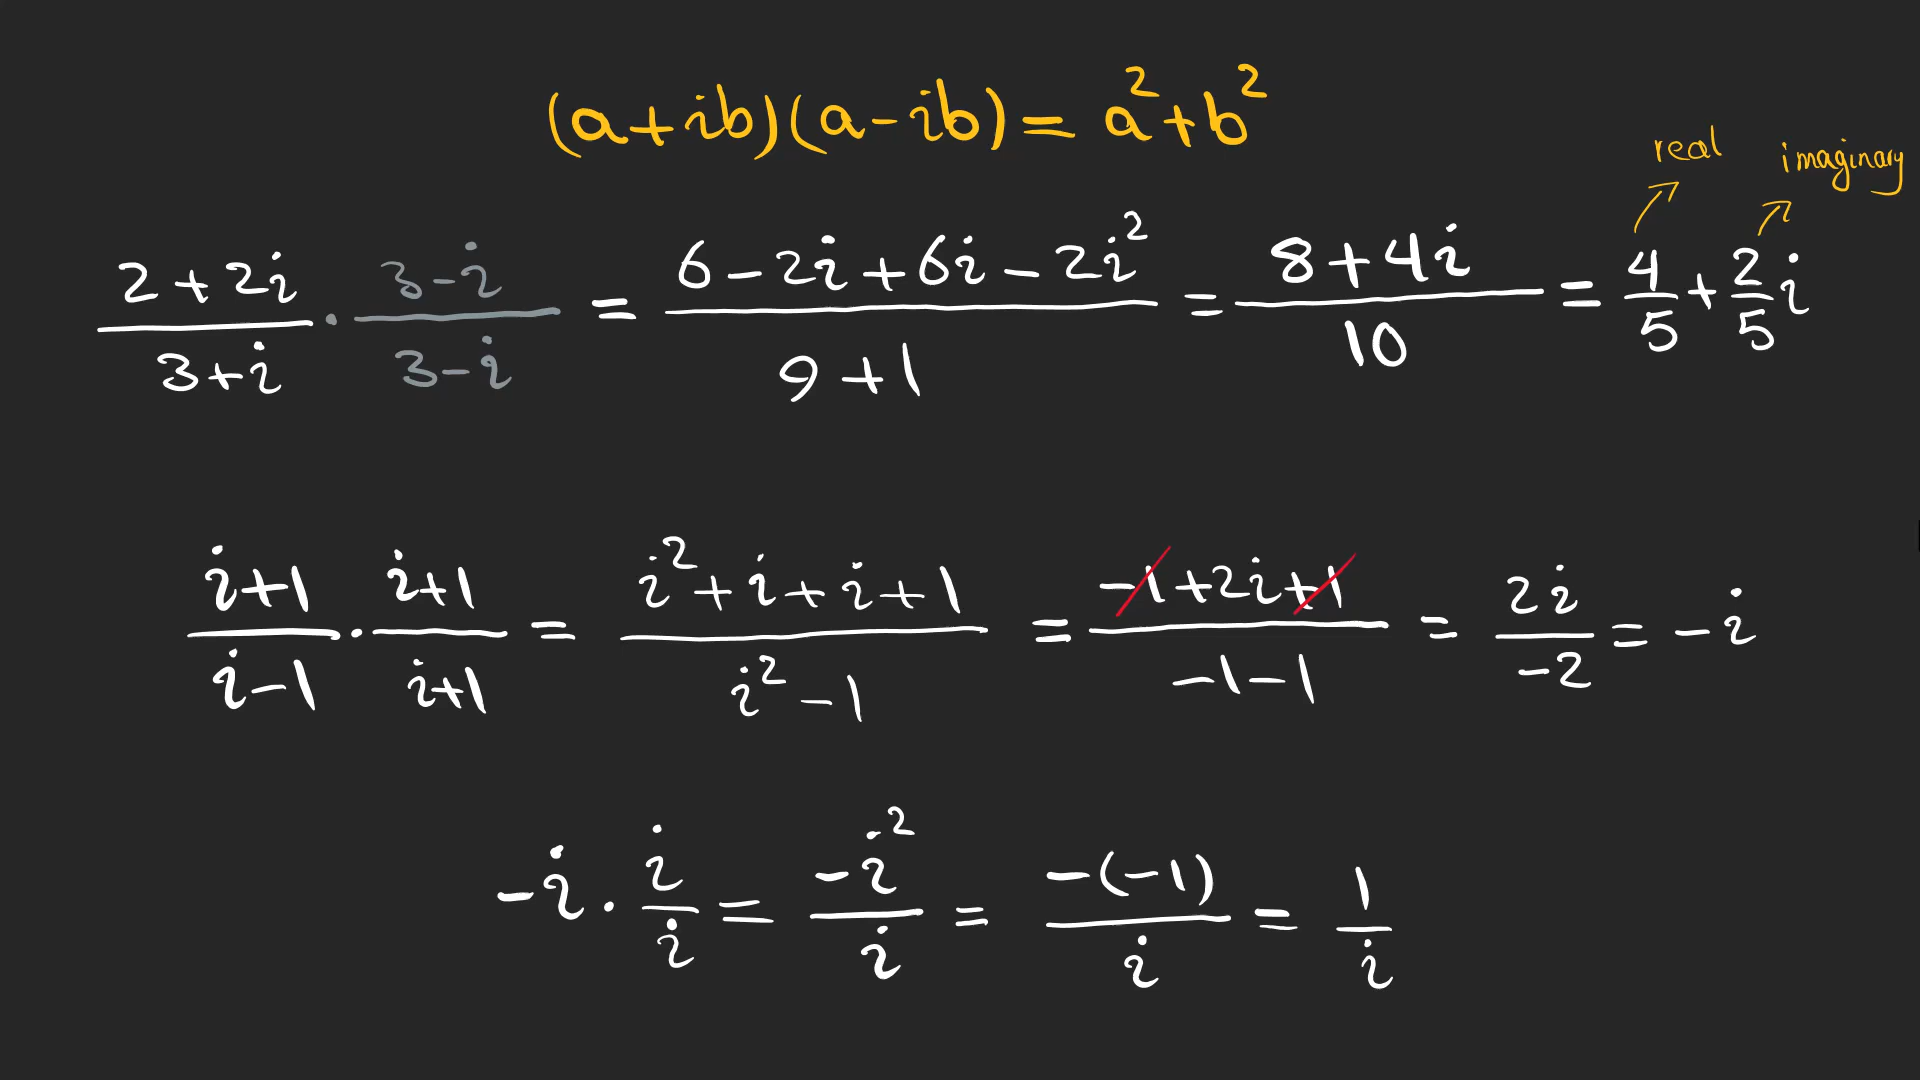 (a+ib)(a-ib) = a²+b²
real imaginary
(2+2i)/(3+i) · (3-i)/(3-i) = (6-2i+6i-2i²)/(9+1) = (8+4i)/10 = 4/5 + 2/5 i
(i+1)/(i-1) · (i+1)/(i+1) = (i²+i+i+1)/(i²-1) = (-1+2i+1)/(-1-1) = 2i/-2 = -i
-i · i/i = -i²/i = -(-1)/i = 1/i